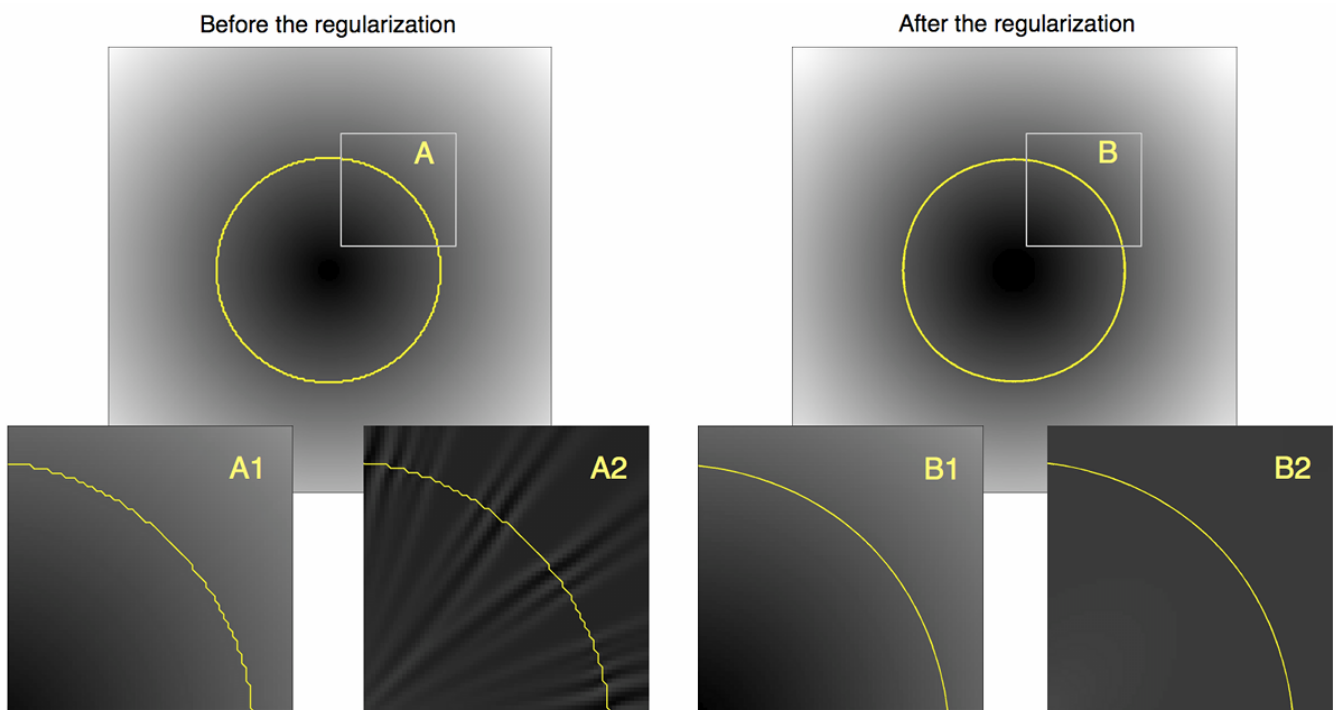 Before the regularization
After the regularization
A
B
A1
A2
B1
B2